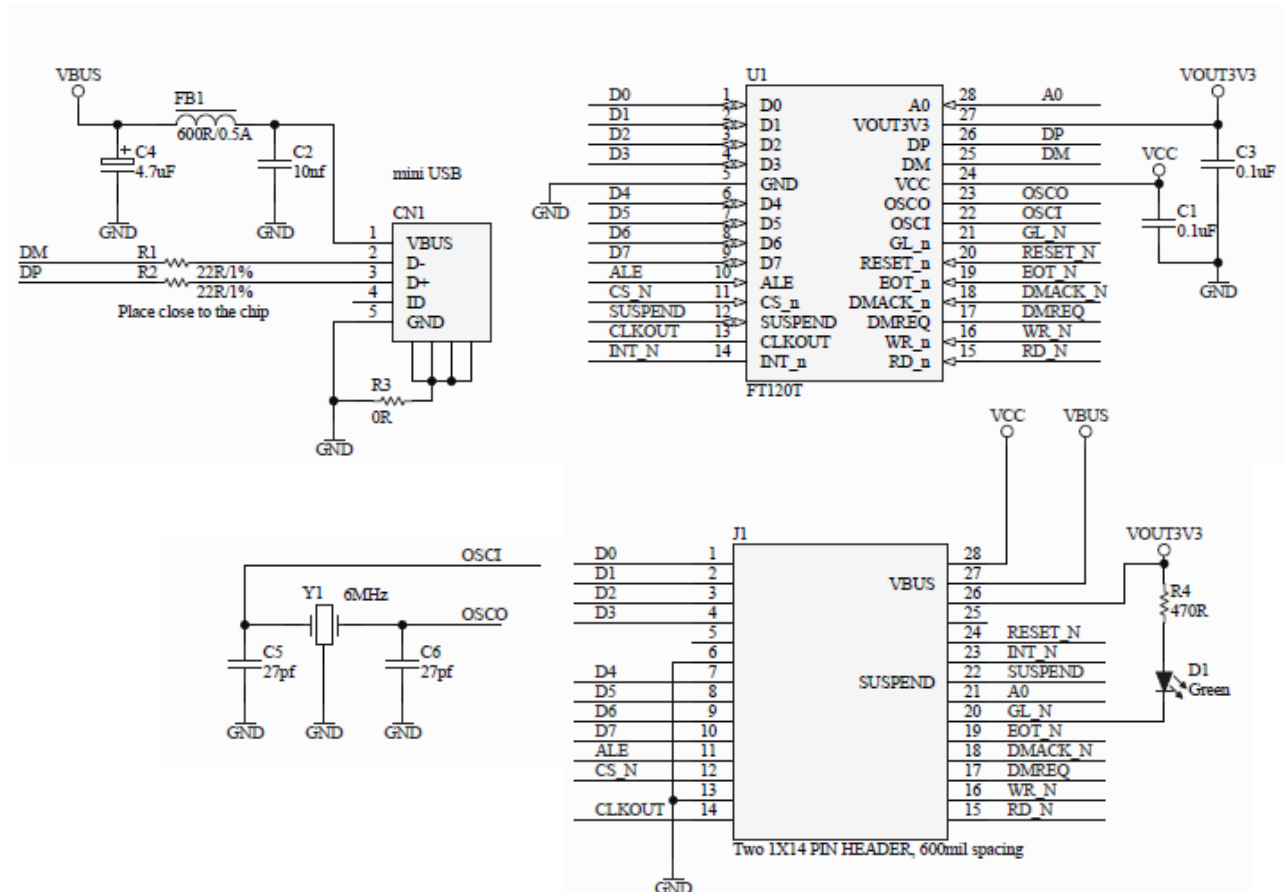 VBUS
FB1
600R/0.5A
C4
4.7uF
C2
10nf
GND
GND
mini USB
CN1
1 VBUS
2 D-
3 D+
4 ID
5 GND
DM R1 22R/1%
DP R2 22R/1%
Place close to the chip
R3
0R
GND
U1
D0 1 D0
D1 2 D1
D2 3 D2
D3 4 D3
GND 5 GND
D4 6 D4
D5 7 D5
D6 8 D6
D7 9 D7
ALE 10 ALE
CS_N 11 CS_n
SUSPEND 12 SUSPEND
CLKOUT 13 CLKOUT
INT_N 14 INT_n
A0 28 A0
VOUT3V3 27
DP 26 DP
DM 25 DM
VCC 24
OSCO 23 OSCO
OSCI 22 OSCI
GL_n 21 GL_N
RESET_n 20 RESET_N
EOT_n 19 EOT_N
DMACK_n 18 DMACK_N
DMREQ 17 DMREQ
WR_n 16 WR_N
RD_n 15 RD_N
FT120T
VOUT3V3
VCC
C3
0.1uF
C1
0.1uF
GND
OSCI
Y1 6MHz
OSCO
C5
27pf
C6
27pf
GND GND GND
VCC
VBUS
J1
D0 1
D1 2
D2 3
D3 4
5
6
D4 7
D5 8
D6 9
D7 10
ALE 11
CS_N 12
13
CLKOUT 14
28
VBUS 27
26
25
24 RESET_N
23 INT_N
SUSPEND 22 SUSPEND
21 A0
20 GL_N
19 EOT_N
18 DMACK_N
17 DMREQ
16 WR_N
15 RD_N
VOUT3V3
R4
470R
D1
Green
Two 1X14 PIN HEADER, 600mil spacing
GND